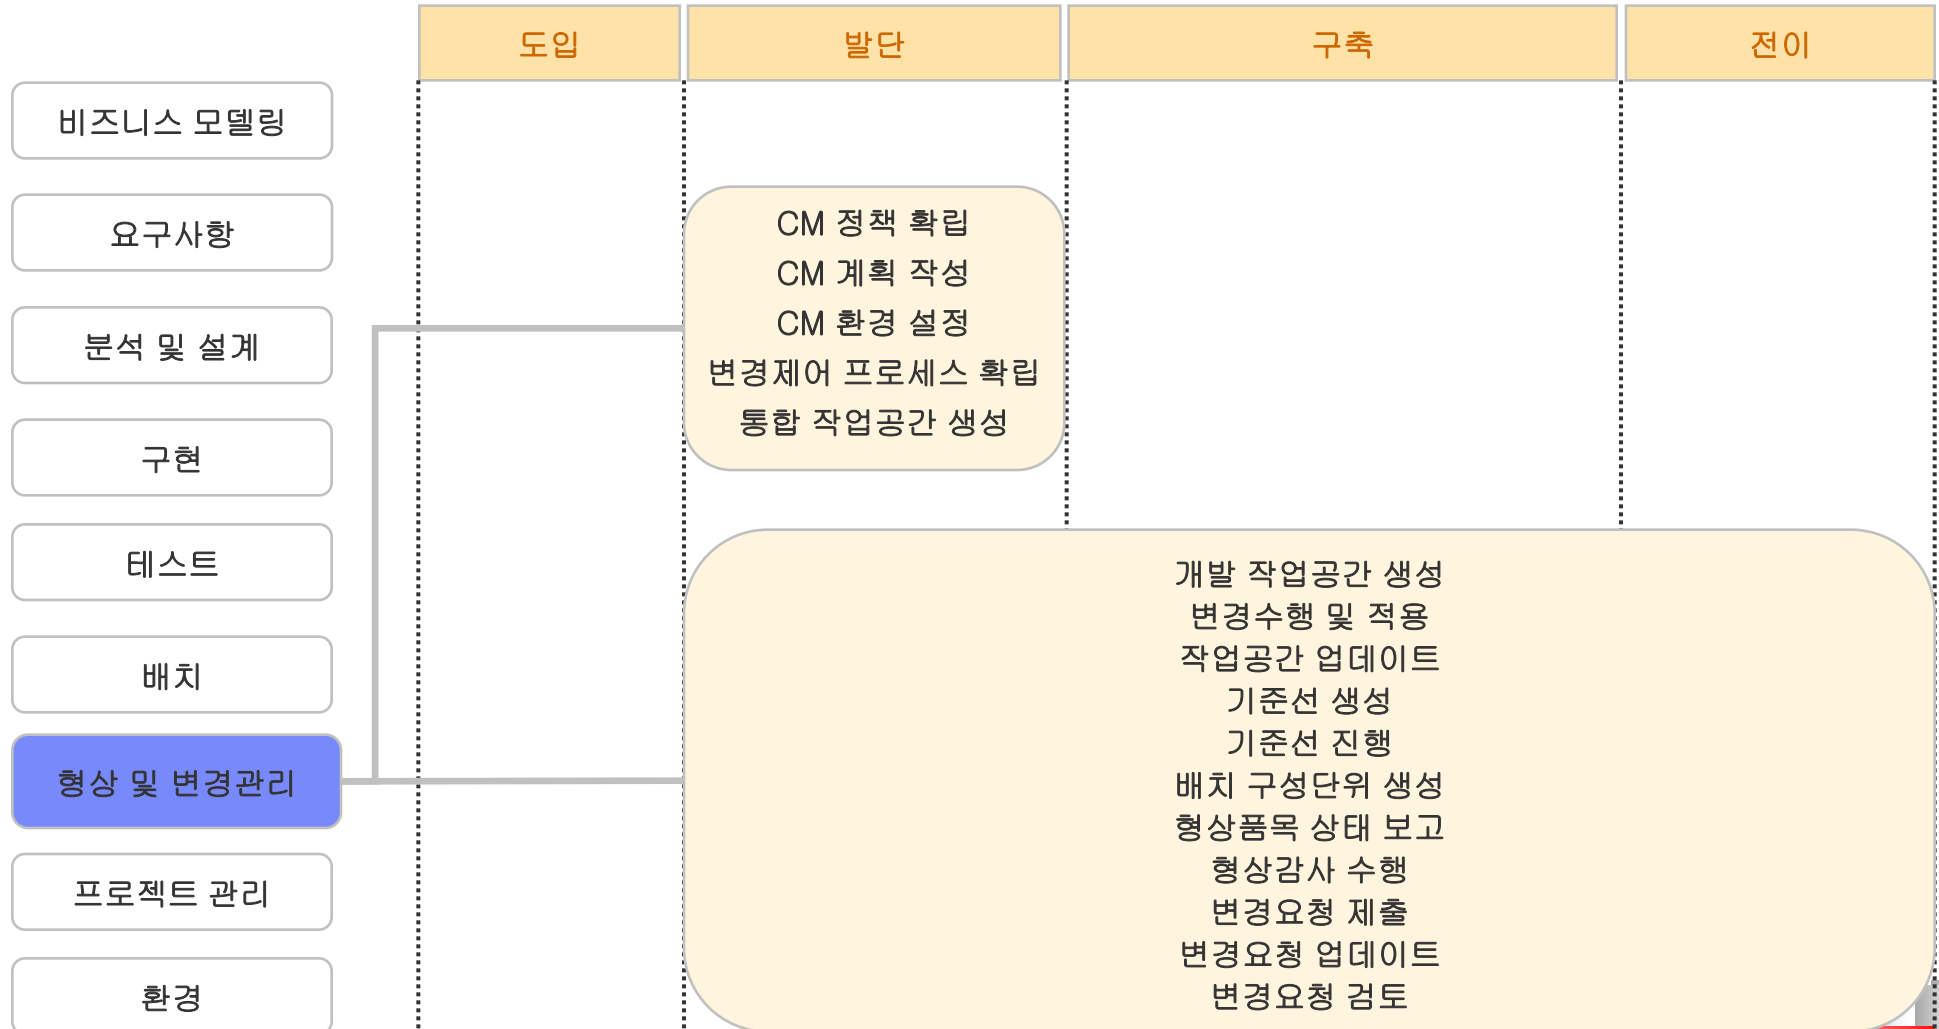 도입
발단
구축
전이
비즈니스 모델링
요구사항
분석 및 설계
구현
테스트
배치
형상 및 변경관리
프로젝트 관리
환경
CM 정책 확립
CM 계획 작성
CM 환경 설정
변경제어 프로세스 확립
통합 작업공간 생성
개발 작업공간 생성
변경수행 및 적용
작업공간 업데이트
기준선 생성
기준선 진행
배치 구성단위 생성
형상품목 상태 보고
형상감사 수행
변경요청 제출
변경요청 업데이트
변경요청 검토